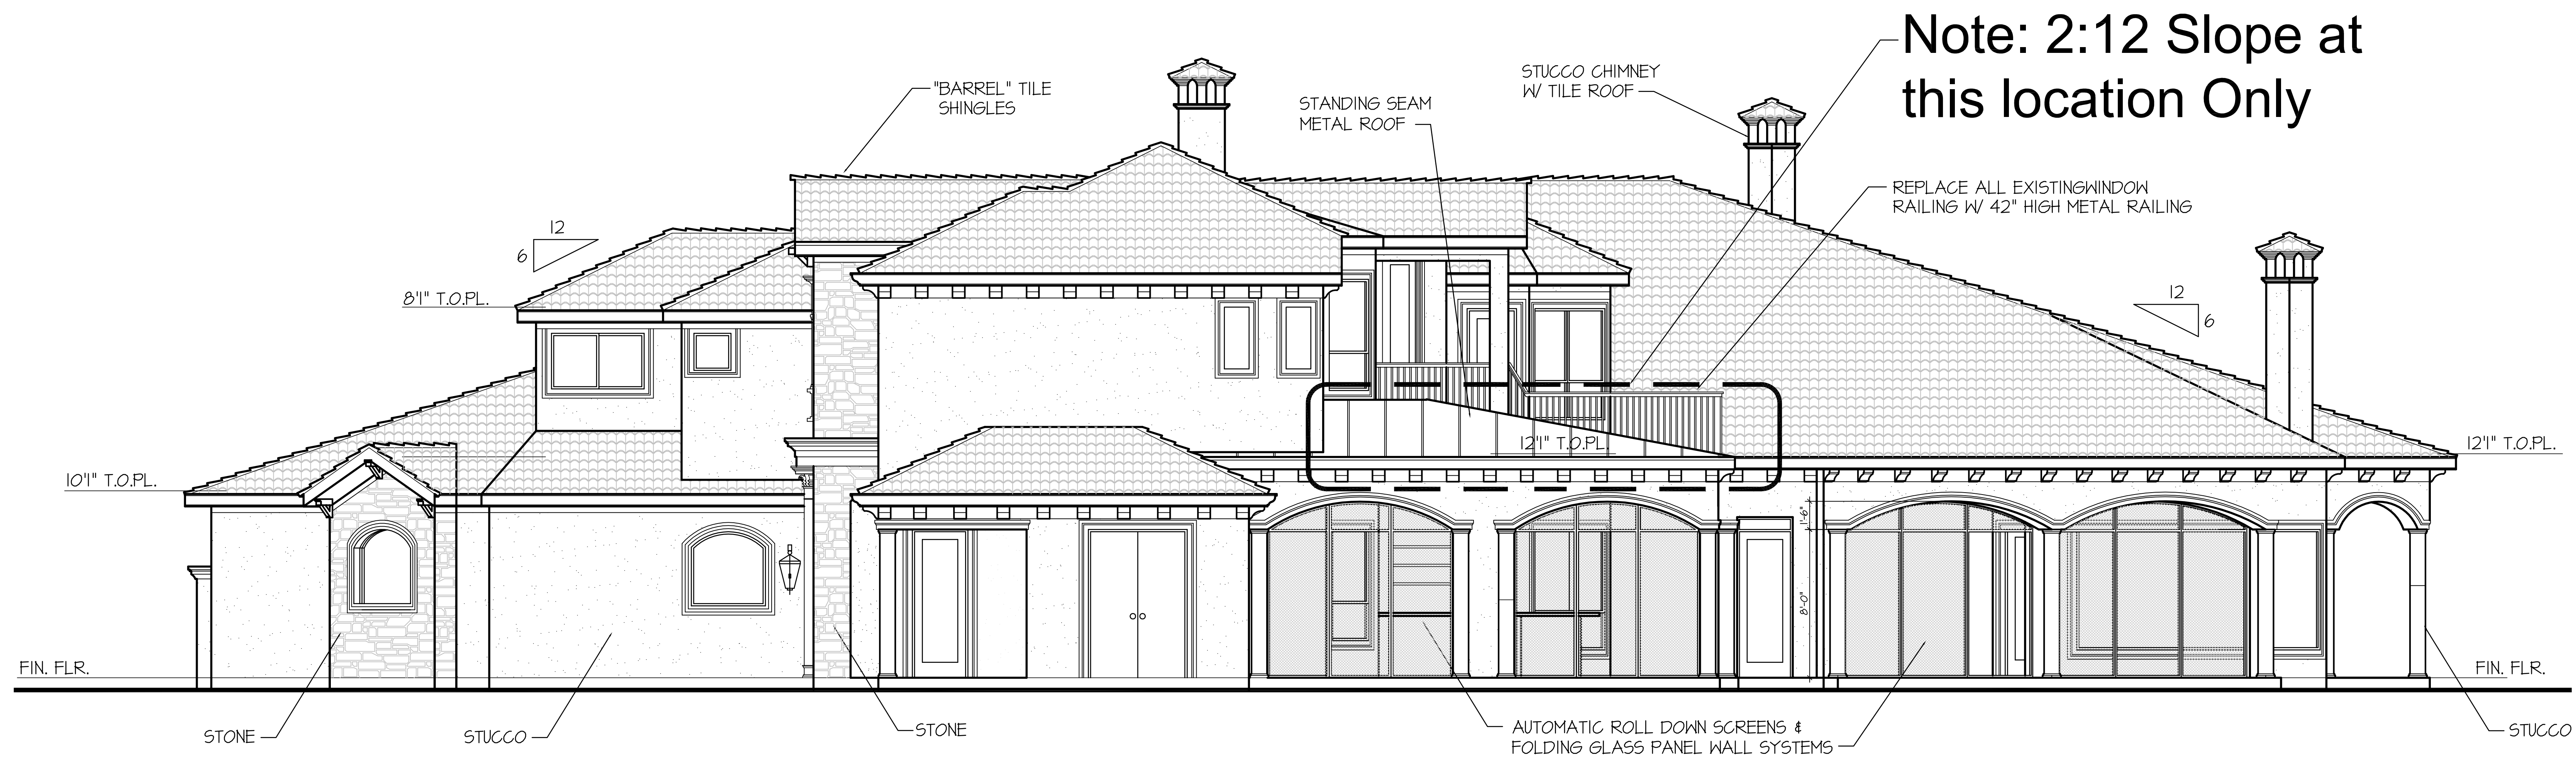 Note: 2:12 Slope at
this location Only
"BARREL" TILE
SHINGLES
STANDING SEAM
METAL ROOF
STUCCO CHIMNEY
W/ TILE ROOF
REPLACE ALL EXISTINGWINDOW
RAILING W/ 42" HIGH METAL RAILING
12
6
8'1" T.O.PL.
12
6
10'1" T.O.PL.
12'1" T.O.PL.
12'1" T.O.PL.
1'-6"
8'-0"
FIN. FLR.
FIN. FLR.
STONE
STUCCO
STONE
AUTOMATIC ROLL DOWN SCREENS &
FOLDING GLASS PANEL WALL SYSTEMS
STUCCO